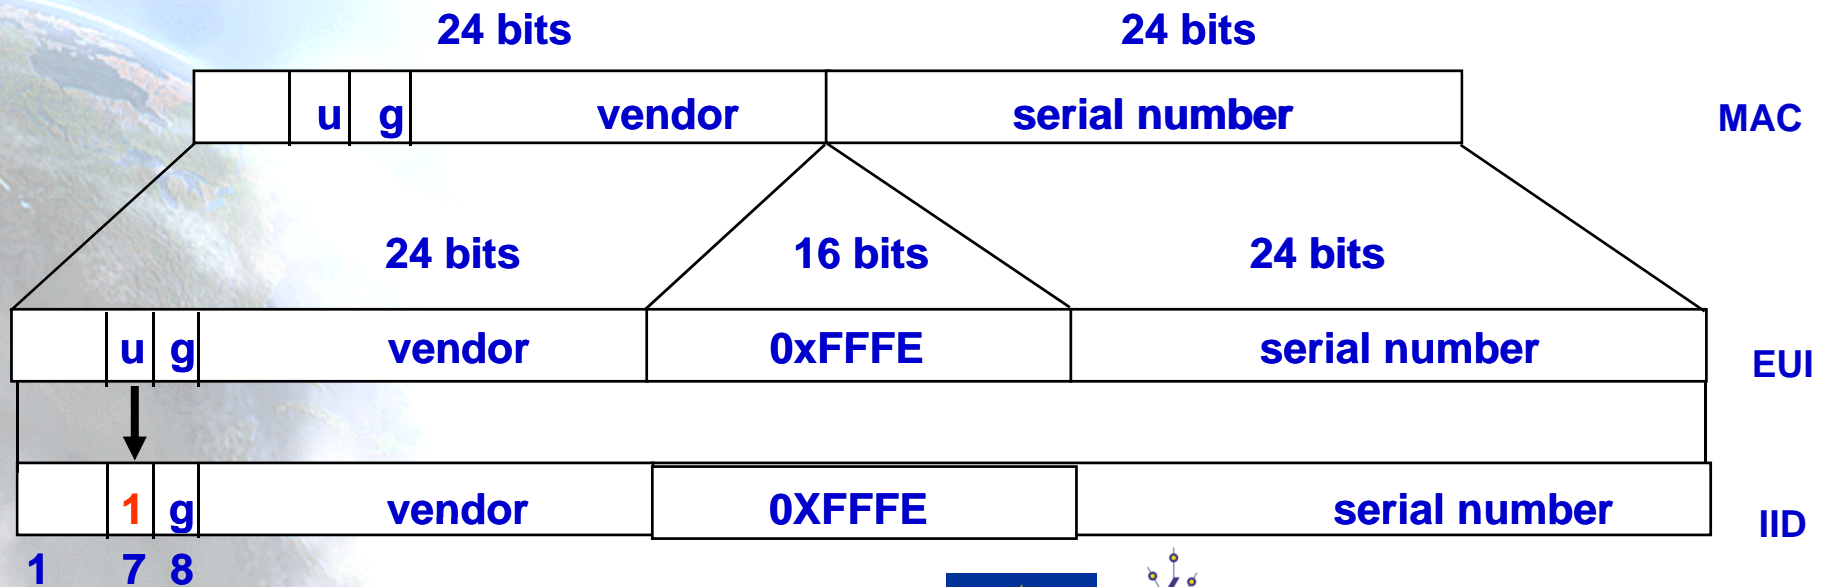 24 bits 24 bits
u g vendor serial number MAC
24 bits 16 bits 24 bits
u g vendor 0xFFFE serial number EUI
1 g vendor 0XFFFE serial number IID
1 7 8